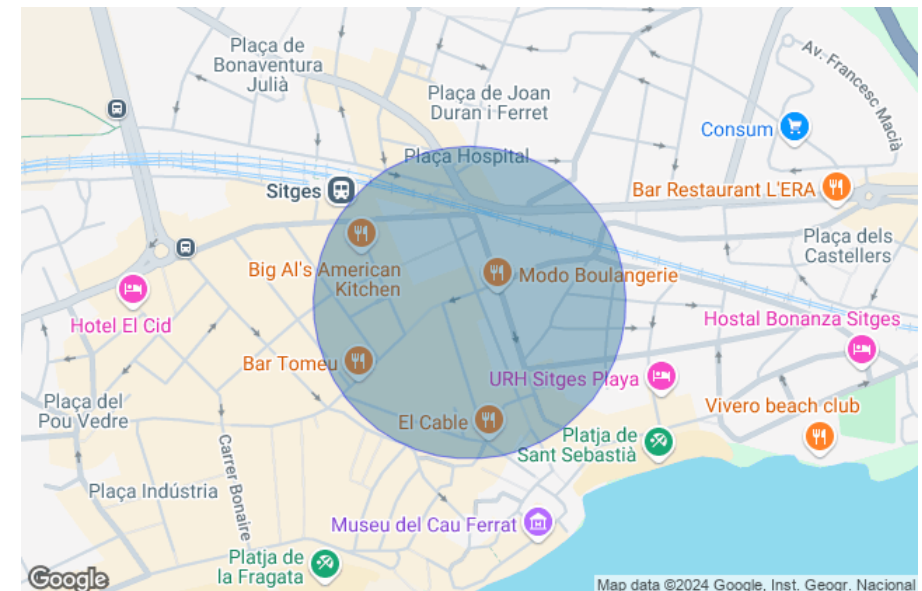 Plaça de
Bonaventura
Julià
Plaça de Joan
Duran i Ferret
Av. Francesc Macià
Consum
Plaça Hospital
Sitges
Bar Restaurant L'ERA
Plaça dels
Castellers
Big Al's American
Kitchen
Modo Boulangerie
Hotel El Cid
Hostal Bonanza Sitges
Bar Tomeu
URH Sitges Playa
Plaça del
Pou Vedre
El Cable
Vivero beach club
Platja de
Sant Sebastià
Carrer Bonaire
Plaça Indústria
Museu del Cau Ferrat
Platja de
la Fragata
Google
Map data ©2024 Google, Inst. Geogr. Nacional